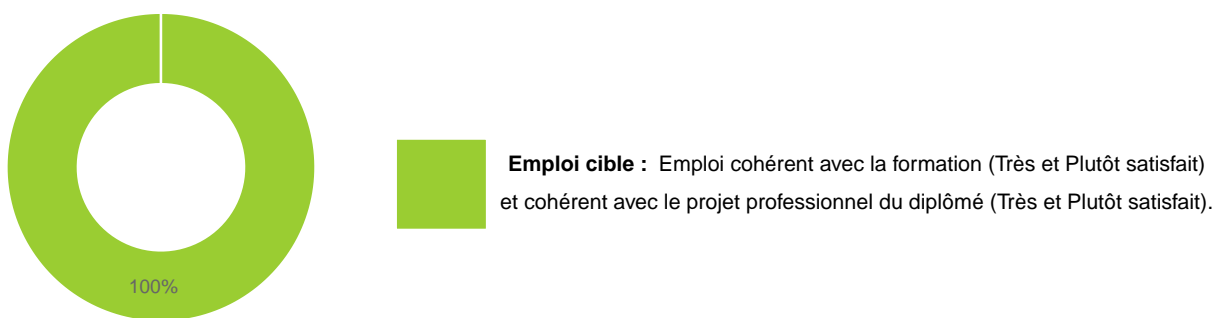 Emploi cible : Emploi cohérent avec la formation (Très et Plutôt satisfait)
et cohérent avec le projet professionnel du diplômé (Très et Plutôt satisfait).
100%